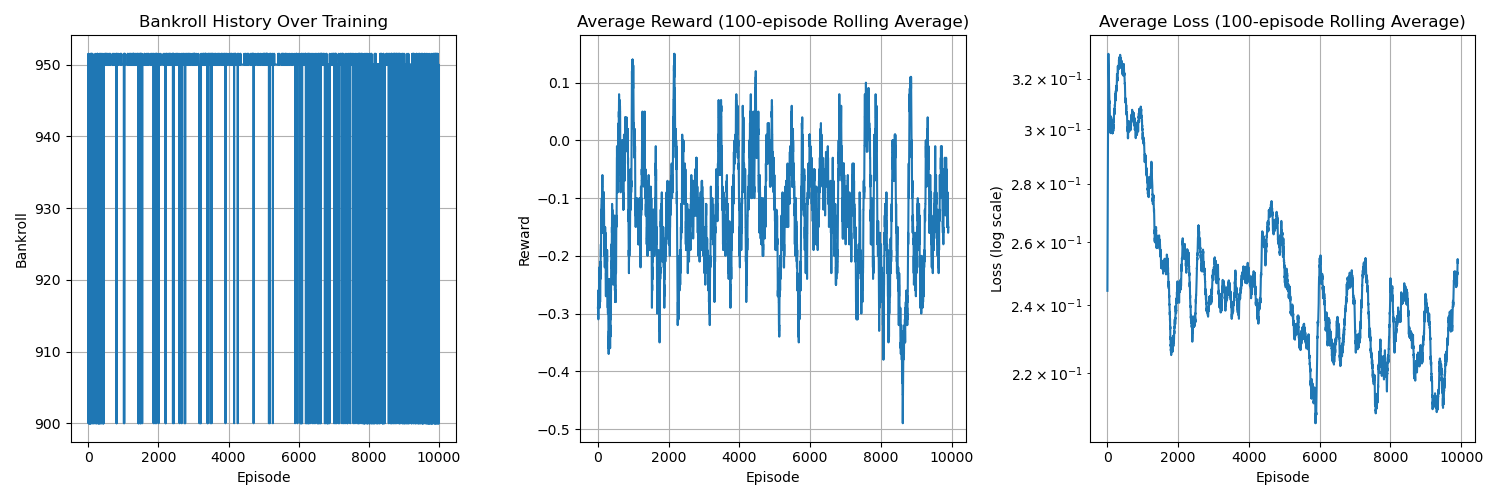 Bankroll History Over Training
950
940
930
920
910
900
Bankroll
0 2000 4000 6000 8000 10000
Episode
Average Reward (100-episode Rolling Average)
0.1
0.0
−0.1
−0.2
−0.3
−0.4
−0.5
Reward
0 2000 4000 6000 8000 10000
Episode
Average Loss (100-episode Rolling Average)
3.2 × 10⁻¹
3 × 10⁻¹
2.8 × 10⁻¹
2.6 × 10⁻¹
2.4 × 10⁻¹
2.2 × 10⁻¹
Loss (log scale)
0 2000 4000 6000 8000 10000
Episode